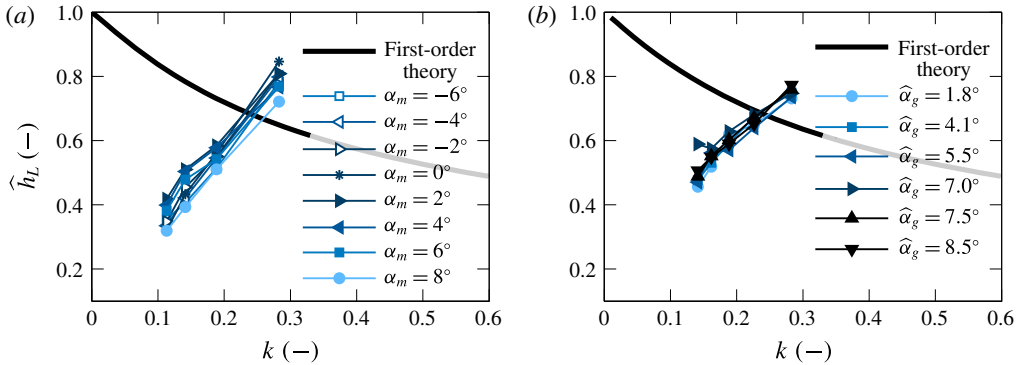 (a)
1.0
0.8
0.6
0.4
0.2
ĥ_L (–)
0
0.1
0.2
0.3
0.4
0.5
0.6
k (–)
First-order
theory
α_m = −6°
α_m = −4°
α_m = −2°
α_m = 0°
α_m = 2°
α_m = 4°
α_m = 6°
α_m = 8°
(b)
1.0
0.8
0.6
0.4
0.2
0
0.1
0.2
0.3
0.4
0.5
0.6
k (–)
First-order
theory
α̂_g = 1.8°
α̂_g = 4.1°
α̂_g = 5.5°
α̂_g = 7.0°
α̂_g = 7.5°
α̂_g = 8.5°